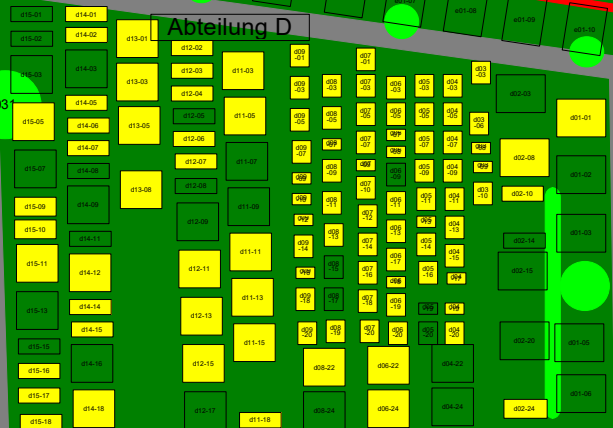 Abteilung D
d15-01
d15-02
d15-03
d15-05
d15-07
d15-09
d15-10
d15-11
d15-13
d15-15
d15-16
d15-17
d15-18
d14-01
d14-02
d14-03
d14-05
d14-06
d14-07
d14-08
d14-09
d14-11
d14-12
d14-14
d14-15
d14-16
d14-18
d13-01
d13-03
d13-05
d13-08
d12-02
d12-03
d12-04
d12-05
d12-06
d12-07
d12-08
d12-09
d12-11
d12-13
d12-15
d12-17
d11-03
d11-05
d11-07
d11-09
d11-11
d11-13
d11-15
d11-18
d09
-01
d09
-03
d09
-05
d09
-07
d09
-14
d09
-18
d09
-20
d08
-03
d08
-05
d08
-09
d08
-11
d08
-13
d08
-15
d08
-17
d08
-19
d08-22
d08-24
d07
-01
d07
-03
d07
-05
d07
-07
d07
-10
d07
-12
d07
-14
d07
-16
d07
-18
d07
-20
d06
-03
d06
-05
d06
-09
d06
-11
d06
-13
d06
-17
d06
-19
d06
-20
d06-22
d06-24
d05
-03
d05
-05
d05
-07
d05
-09
d05
-11
d05
-14
d05
-16
d05
-20
d04
-03
d04
-05
d04
-07
d04
-09
d04
-11
d04
-13
d04
-15
d04
-20
d04-22
d04-24
d03
-03
d03
-06
d03
-10
d02-03
d02-08
d02-10
d02-14
d02-15
d02-20
d02-24
d01-01
d01-02
d01-03
d01-05
d01-06
e01-08
e01-09
e01-10